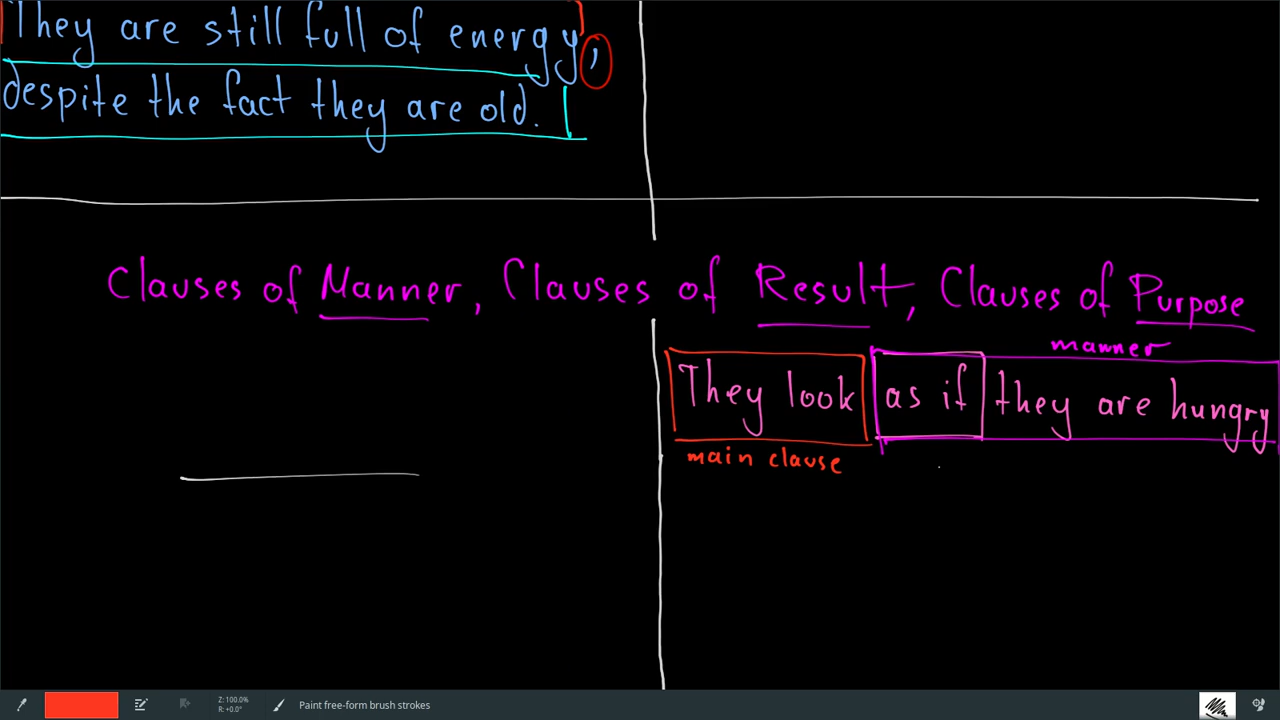 They are still full of energy,
despite the fact they are old.
Clauses of Manner, Clauses of Result, Clauses of Purpose
manner
They look as if they are hungry
main clause
Z: 100.0%
R: +0.0°
Paint free-form brush strokes